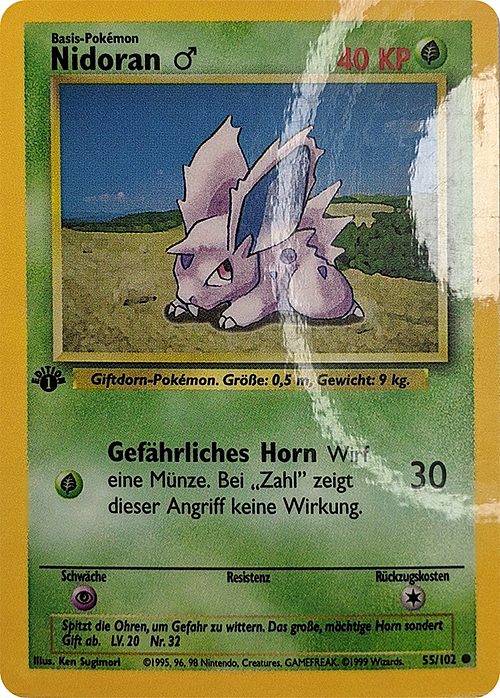 Basis-Pokémon
Nidoran ♂ 40 KP
EDITION 1
Giftdorn-Pokémon. Größe: 0,5 m, Gewicht: 9 kg.
Gefährliches Horn Wirf
eine Münze. Bei „Zahl” zeigt
dieser Angriff keine Wirkung.
30
Schwäche Resistenz Rückzugskosten
Spitzt die Ohren, um Gefahr zu wittern. Das große, mächtige Horn sondert
Gift ab. LV. 20 Nr. 32
Illus. Ken Sugimori ©1995, 96, 98 Nintendo, Creatures, GAMEFREAK. ©1999 Wizards. 55/102 ●